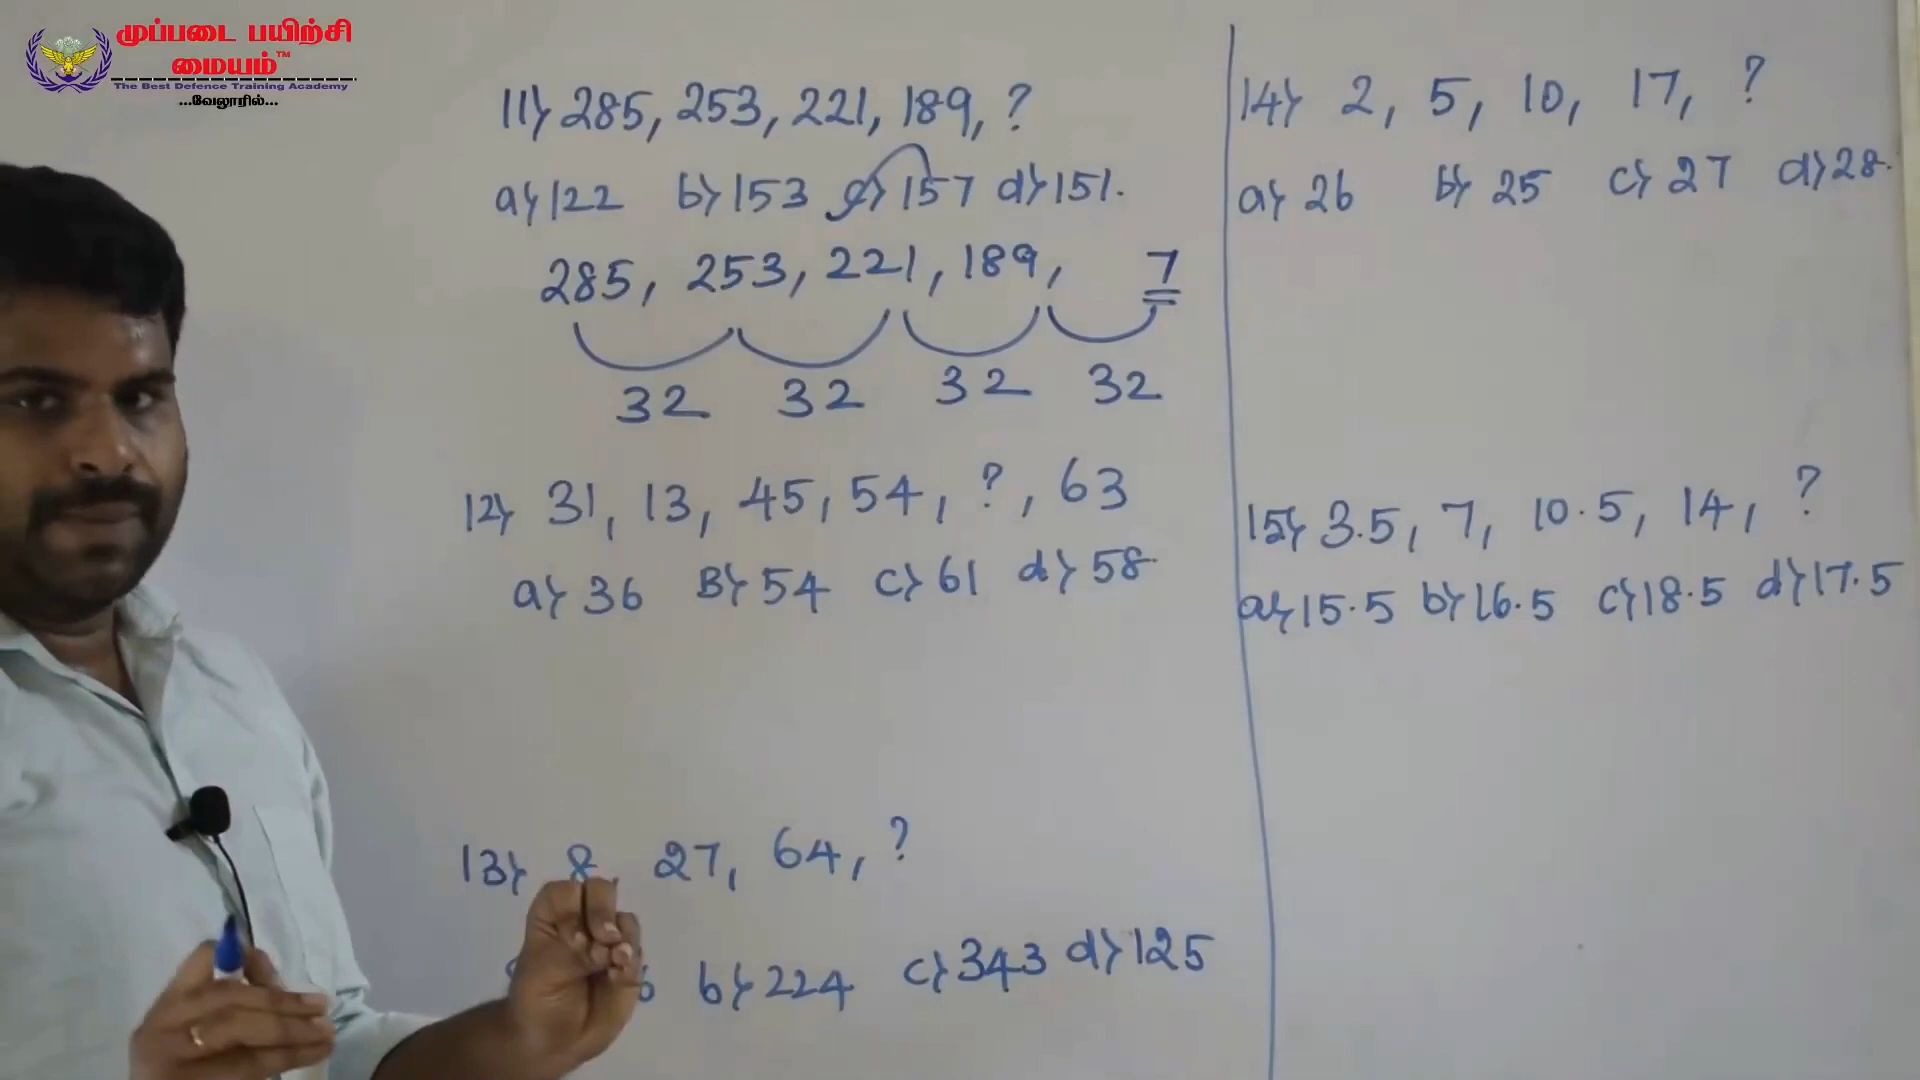 முப்படை பயிற்சி
மையம்™
The Best Defence Training Academy
...வேலூரில்...
11) 285, 253, 221, 189, ?
a) 122 b) 153 c) 157 d) 151.
285, 253, 221, 189, 7
32 32 32 32
12) 31, 13, 45, 54, ?, 63
a) 36 B) 54 c) 61 d) 58.
13) 8, 27, 64, ?
b) 224 c) 343 d) 125
14) 2, 5, 10, 17, ?
a) 26 b) 25 c) 27 d) 28.
15) 3.5, 7, 10.5, 14, ?
a) 15.5 b) 16.5 c) 18.5 d) 17.5